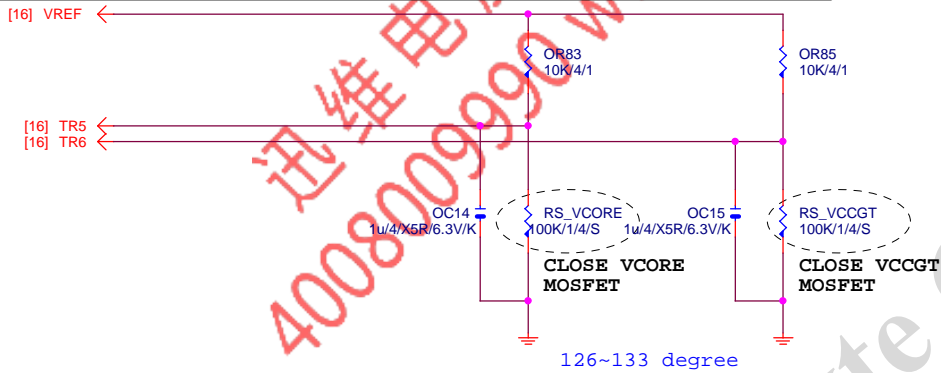 [16] VREF
OR83
10K/4/1
OR85
10K/4/1
[16] TR5
[16] TR6
OC14
1u/4/X5R/6.3V/K
RS_VCORE
100K/1/4/S
OC15
1u/4/X5R/6.3V/K
RS_VCCGT
100K/1/4/S
CLOSE VCORE
MOSFET
CLOSE VCCGT
MOSFET
126~133 degree
迅维电
4008009990 w
te